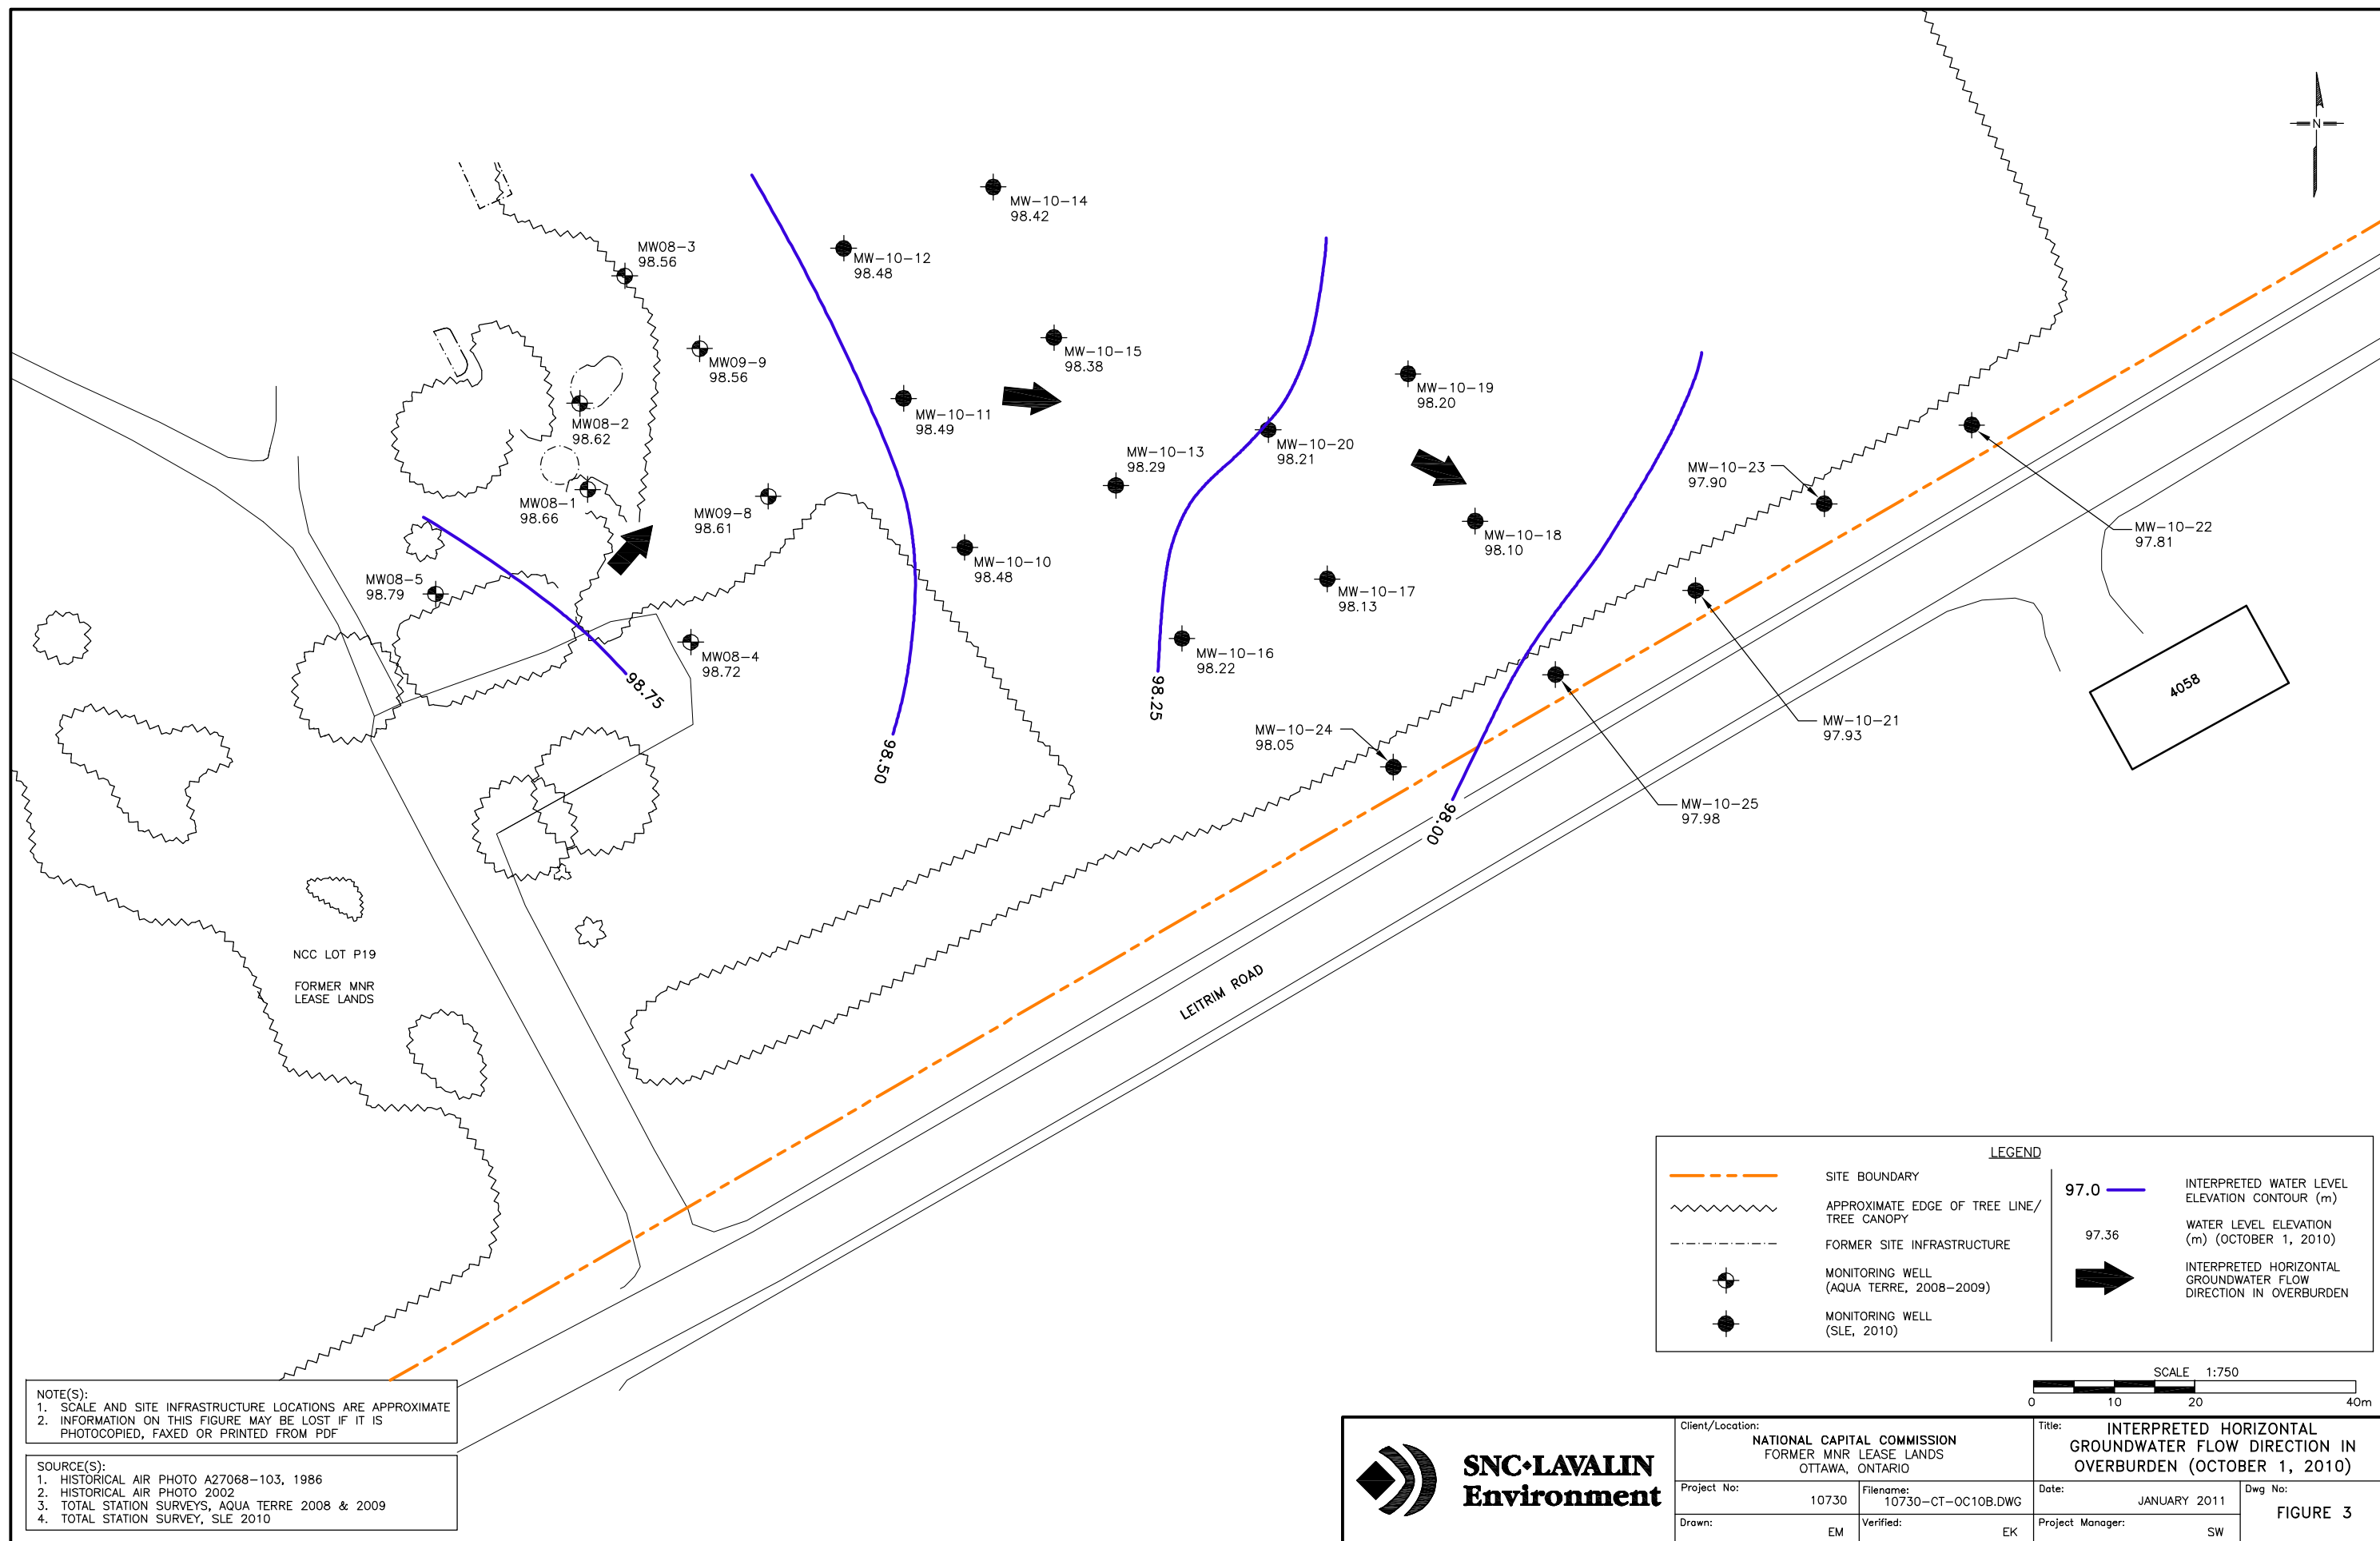 N
MW-10-14
98.42
MW08-3
98.56
MW-10-12
98.48
MW09-9
98.56
MW-10-15
98.38
MW-10-19
98.20
MW08-2
98.62
MW-10-11
98.49
MW-10-20
98.21
MW-10-13
98.29
MW-10-23
97.90
MW08-1
98.66
MW09-8
98.61
MW-10-22
97.81
MW-10-18
98.10
MW-10-10
98.48
MW08-5
98.79
MW-10-17
98.13
MW08-4
98.72
MW-10-16
98.22
98.75
98.25
98.50
98.00
4058
MW-10-24
98.05
MW-10-21
97.93
MW-10-25
97.98
NCC LOT P19
FORMER MNR
LEASE LANDS
LEITRIM ROAD
LEGEND
SITE BOUNDARY
APPROXIMATE EDGE OF TREE LINE/
TREE CANOPY
FORMER SITE INFRASTRUCTURE
MONITORING WELL
(AQUA TERRE, 2008-2009)
MONITORING WELL
(SLE, 2010)
97.0
INTERPRETED WATER LEVEL
ELEVATION CONTOUR (m)
97.36
WATER LEVEL ELEVATION
(m) (OCTOBER 1, 2010)
INTERPRETED HORIZONTAL
GROUNDWATER FLOW
DIRECTION IN OVERBURDEN
SCALE 1:750
0 10 20 40m
NOTE(S):
1. SCALE AND SITE INFRASTRUCTURE LOCATIONS ARE APPROXIMATE
2. INFORMATION ON THIS FIGURE MAY BE LOST IF IT IS
PHOTOCOPIED, FAXED OR PRINTED FROM PDF
SOURCE(S):
1. HISTORICAL AIR PHOTO A27068-103, 1986
2. HISTORICAL AIR PHOTO 2002
3. TOTAL STATION SURVEYS, AQUA TERRE 2008 & 2009
4. TOTAL STATION SURVEY, SLE 2010
SNC◆LAVALIN
Environment
Client/Location:
NATIONAL CAPITAL COMMISSION
FORMER MNR LEASE LANDS
OTTAWA, ONTARIO
Title:
INTERPRETED HORIZONTAL
GROUNDWATER FLOW DIRECTION IN
OVERBURDEN (OCTOBER 1, 2010)
Project No:
10730
Filename:
10730-CT-OC10B.DWG
Date:
JANUARY 2011
Dwg No:
FIGURE 3
Drawn:
EM
Verified:
EK
Project Manager:
SW